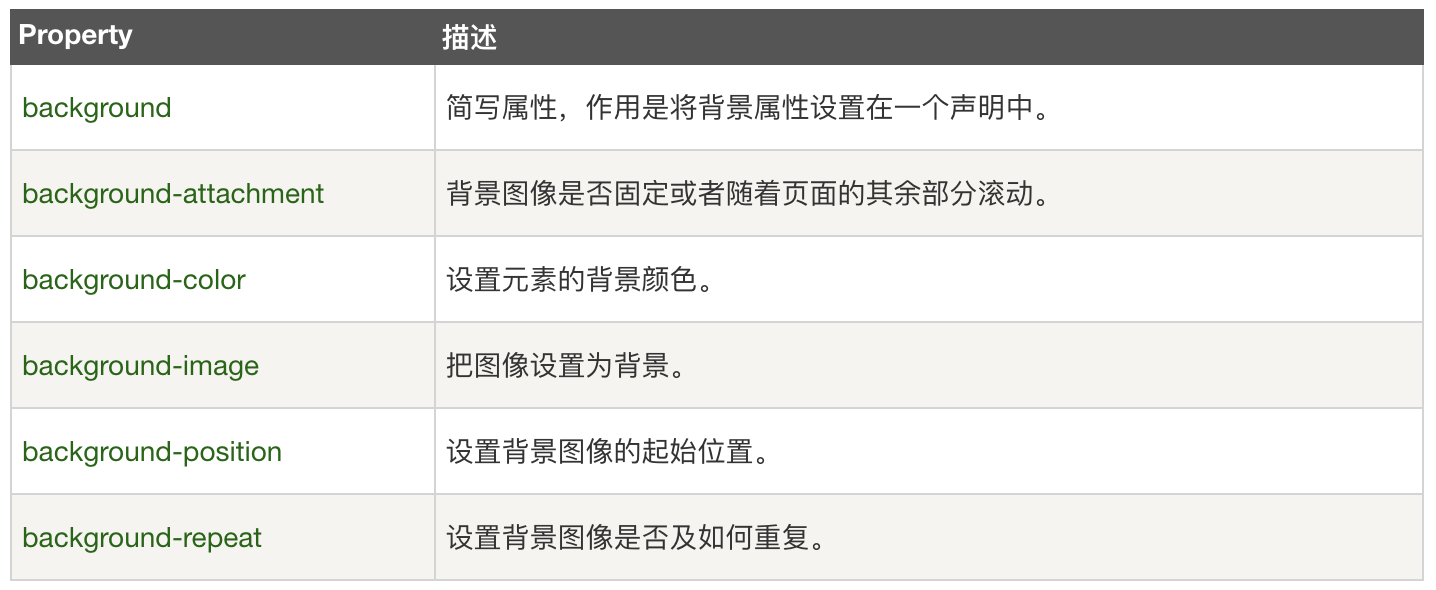 Property 描述
background 简写属性，作用是将背景属性设置在一个声明中。
background-attachment 背景图像是否固定或者随着页面的其余部分滚动。
background-color 设置元素的背景颜色。
background-image 把图像设置为背景。
background-position 设置背景图像的起始位置。
background-repeat 设置背景图像是否及如何重复。